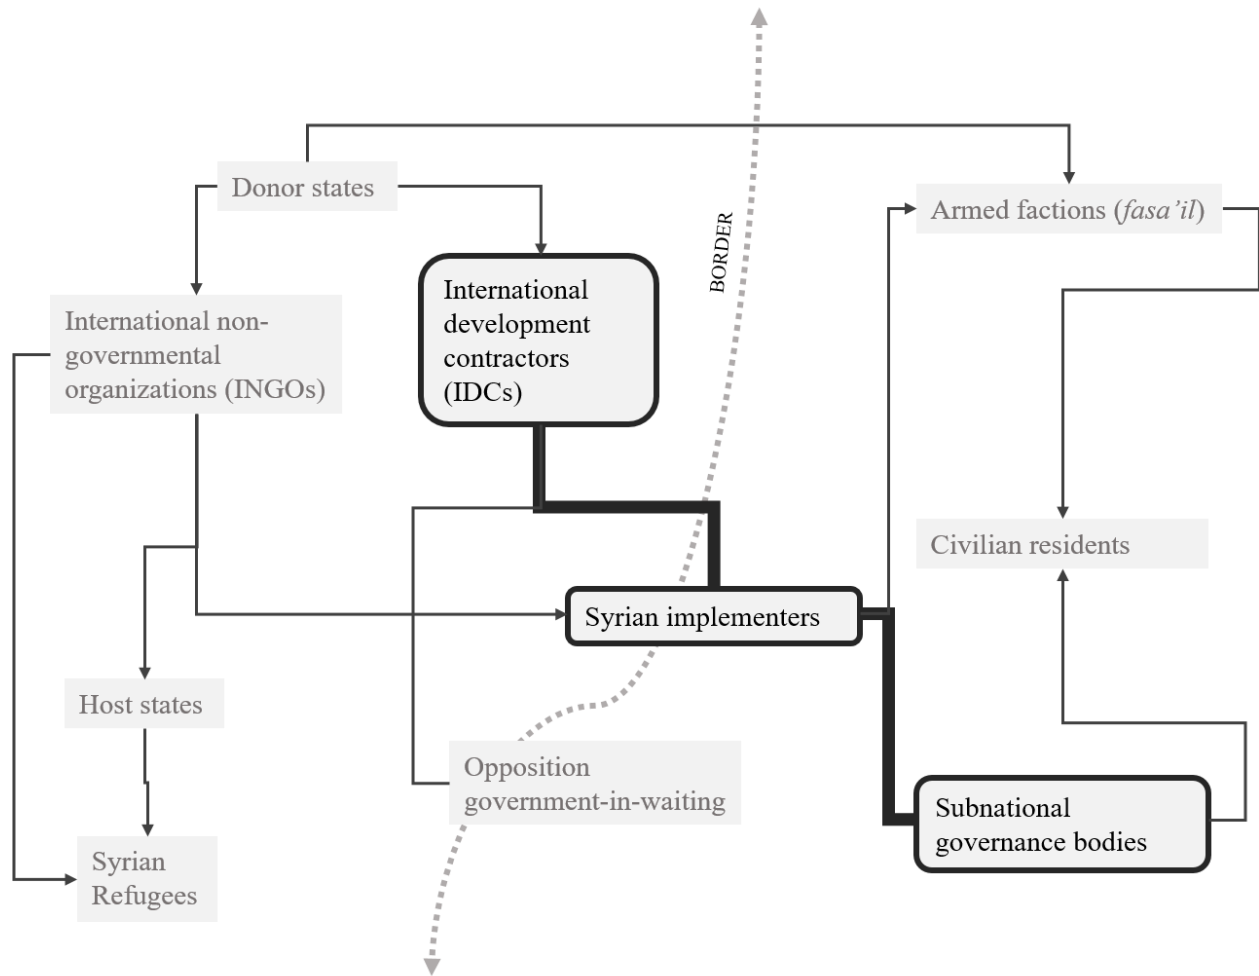 Donor states
Armed factions (fasa’il)
BORDER
International development
contractors
(IDCs)
International non-
governmental
organizations (INGOs)
Civilian residents
Syrian implementers
Host states
Opposition
government-in-waiting
Subnational
governance bodies
Syrian
Refugees